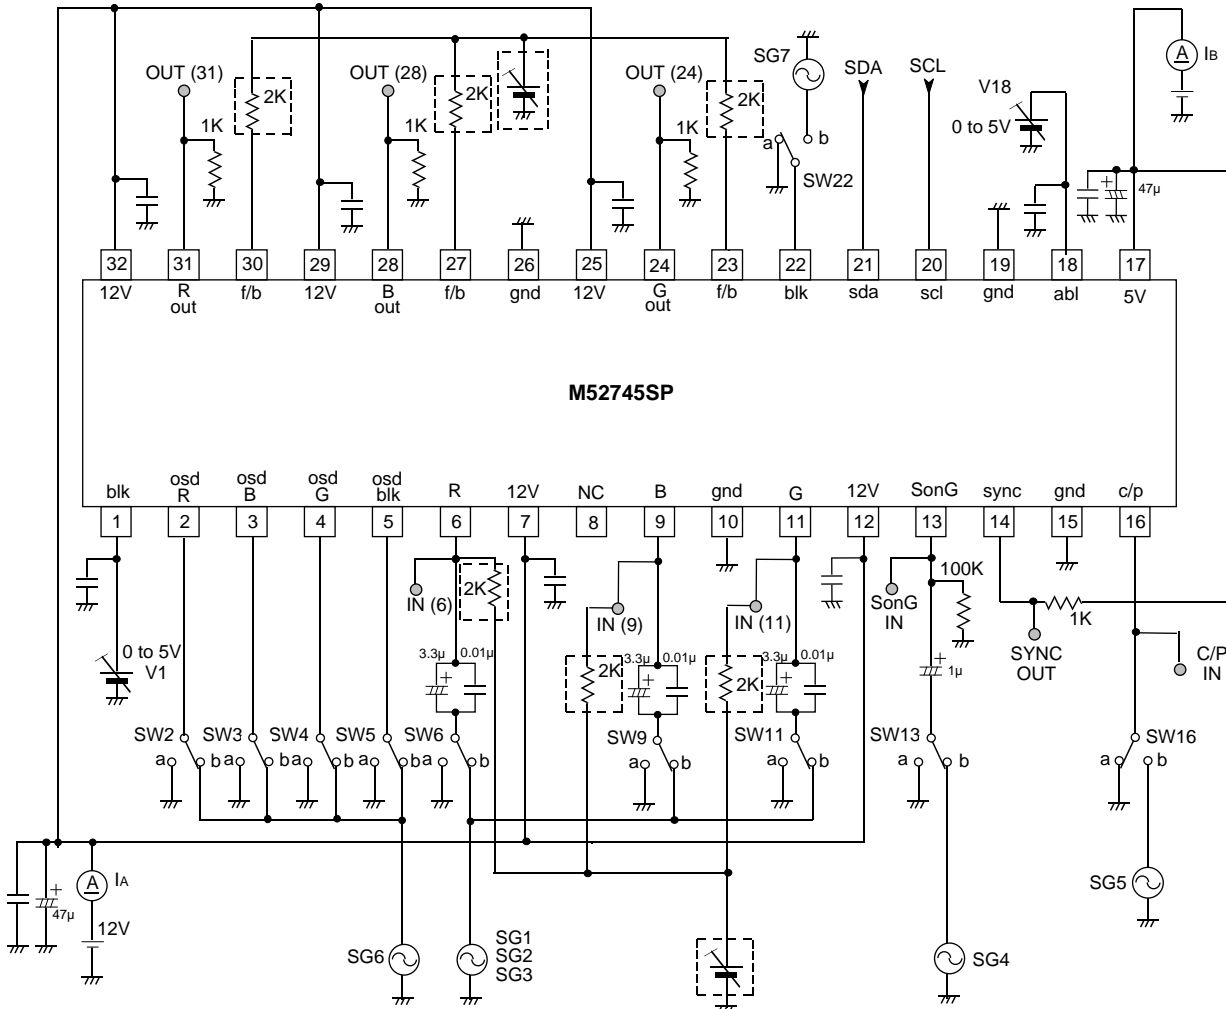 SG7
SDA
SCL
A
IB
OUT (31)
OUT (28)
OUT (24)
V18
0 to 5V
2K
2K
2K
1K
1K
1K
a
b
SW22
+
47µ
32
31
30
29
28
27
26
25
24
23
22
21
20
19
18
17
12V
R
out
f/b
12V
B
out
f/b
gnd
12V
G
out
f/b
blk
sda
scl
gnd
abl
5V
M52745SP
blk
osd
R
osd
B
osd
G
osd
blk
R
12V
NC
B
gnd
G
12V
SonG
sync
gnd
c/p
1
2
3
4
5
6
7
8
9
10
11
12
13
14
15
16
IN (6)
2K
IN (9)
IN (11)
SonG
IN
100K
1K
SYNC
OUT
C/P
IN
0 to 5V
V1
3.3µ
0.01µ
+
2K
3.3µ
0.01µ
+
2K
3.3µ
0.01µ
+
+
1µ
SW2
SW3
SW4
SW5
SW6
SW9
SW11
SW13
SW16
a
b
a
b
a
b
a
b
a
b
a
b
a
b
a
b
a
b
A
IA
+
47µ
12V
SG6
SG1
SG2
SG3
SG4
SG5